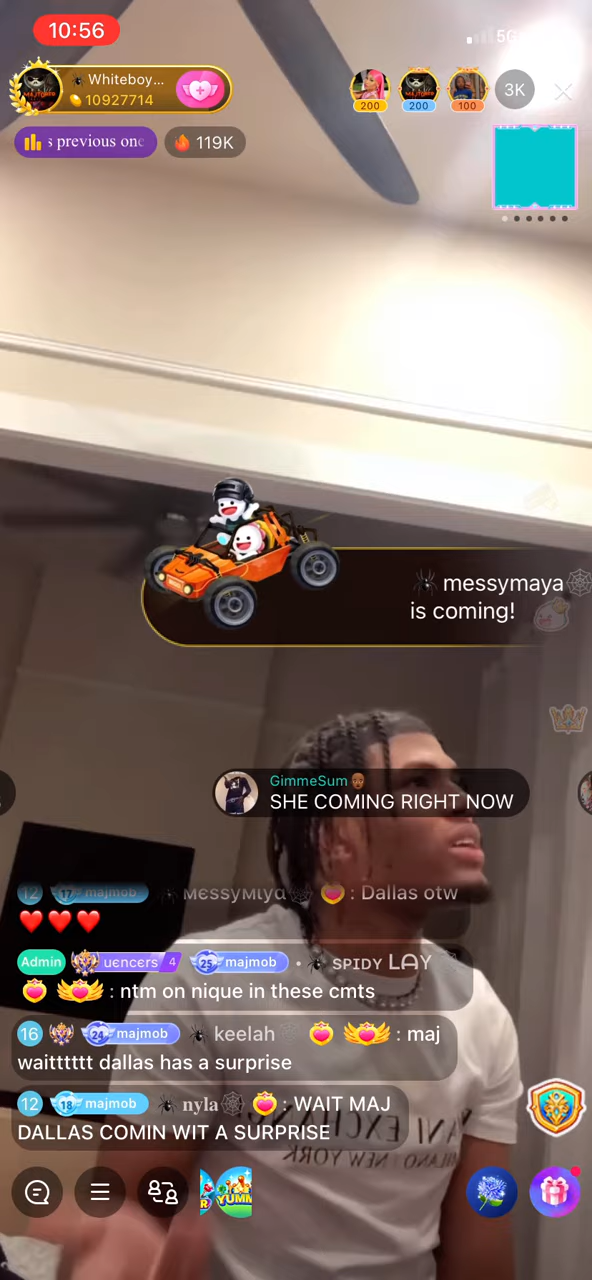 10:56
5G
Whiteboy...
10927714
200
200
100
3K
s previous one
119K
messymaya
is coming!
GimmeSum
SHE COMING RIGHT NOW
12 17 majmob MessyMiya : Dallas otw
Admin uencers 4 25 majmob • SPIDY LAY
: ntm on nique in these cmts
16 24 majmob keelah : maj
waitttttt dallas has a surprise
12 18 majmob nyla : WAIT MAJ
DALLAS COMIN WIT A SURPRISE
YUMM
NEW YORK